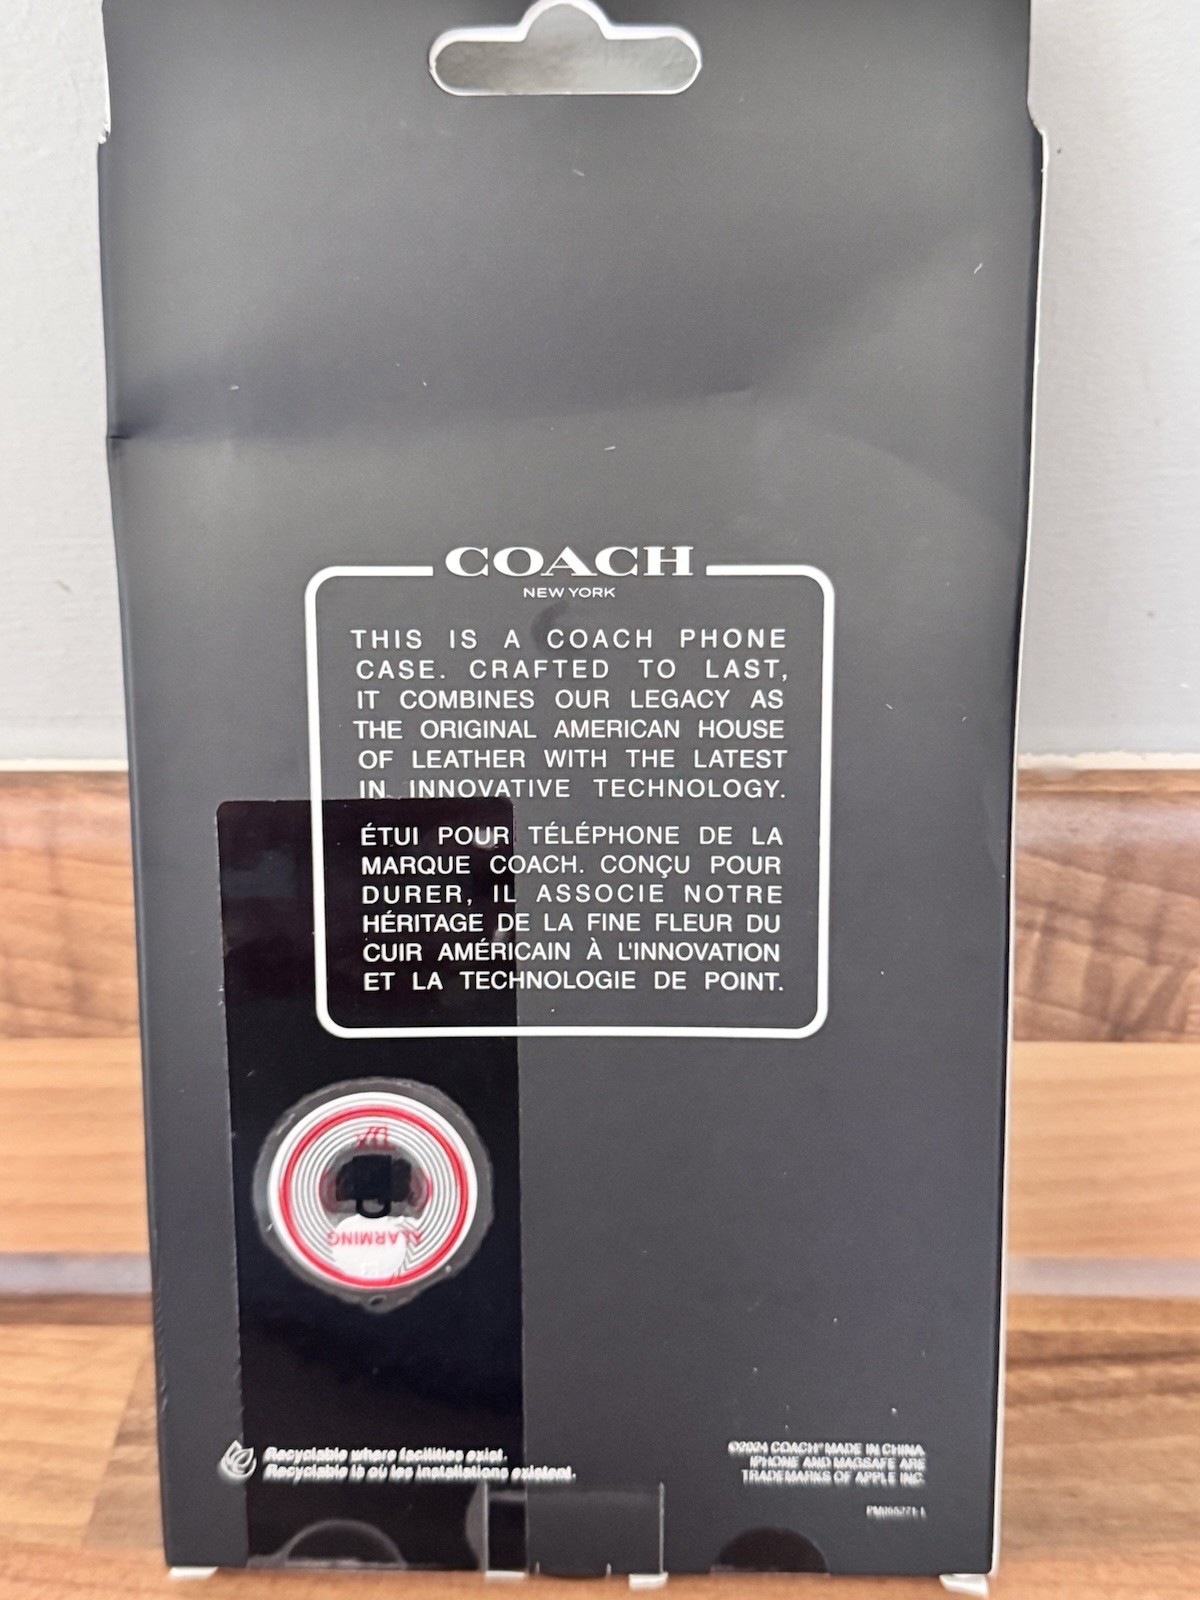 COACH
NEW YORK
THIS IS A COACH PHONE
CASE. CRAFTED TO LAST,
IT COMBINES OUR LEGACY AS
THE ORIGINAL AMERICAN HOUSE
OF LEATHER WITH THE LATEST
IN INNOVATIVE TECHNOLOGY.
ÉTUI POUR TÉLÉPHONE DE LA
MARQUE COACH. CONÇU POUR
DURER, IL ASSOCIE NOTRE
HÉRITAGE DE LA FINE FLEUR DU
CUIR AMÉRICAIN À L'INNOVATION
ET LA TECHNOLOGIE DE POINT.
ALARMING
Recyclable where facilities exist.
Recyclable là où les installations existent.
©2024 COACH® MADE IN CHINA
IPHONE AND MAGSAFE ARE
TRADEMARKS OF APPLE INC.